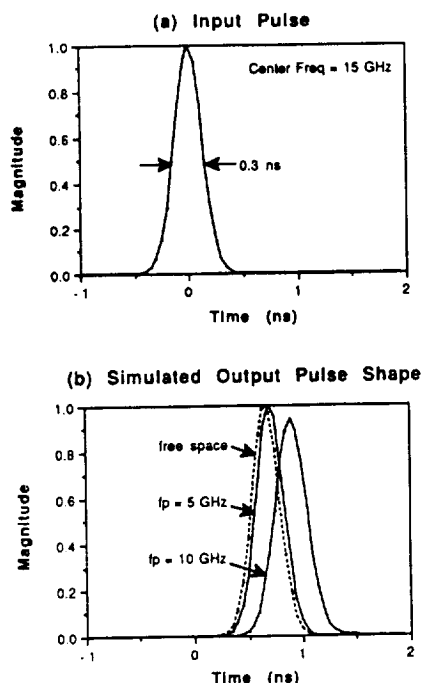 (a) Input Pulse
1.0
Center Freq = 15 GHz
0.8
0.6
0.3 ns
0.4
0.2
0.0
Magnitude
-1
0
1
2
Time (ns)
(b) Simulated Output Pulse Shape
1.0
free space
0.8
0.6
fp = 5 GHz
0.4
fp = 10 GHz
0.2
0.0
Magnitude
-1
0
1
2
Time (ns)